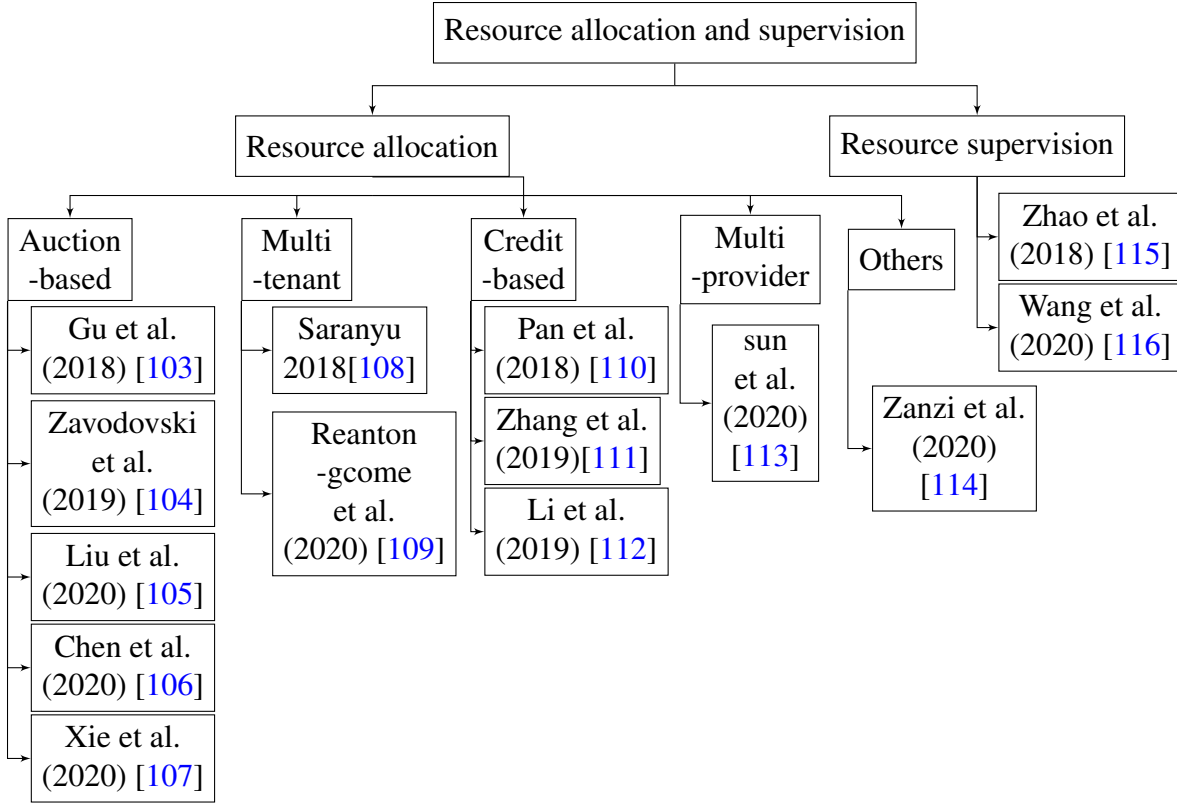 Resource allocation and supervision
Resource allocation
Resource supervision
Auction
-based
Gu et al.
(2018) [103]
Zavodovski
et al.
(2019) [104]
Liu et al.
(2020) [105]
Chen et al.
(2020) [106]
Xie et al.
(2020) [107]
Multi
-tenant
Saranyu
2018[108]
Reanton
-gcome
et al.
(2020) [109]
Credit
-based
Pan et al.
(2018) [110]
Zhang et al.
(2019)[111]
Li et al.
(2019) [112]
Multi
-provider
sun
et al.
(2020)
[113]
Others
Zanzi et al.
(2020)
[114]
Zhao et al.
(2018) [115]
Wang et al.
(2020) [116]